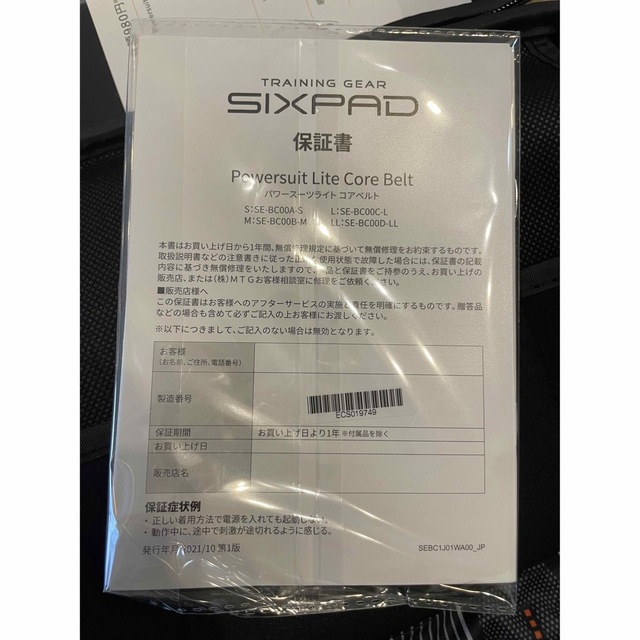 TRAINING GEAR
SIXPAD
保証書
Powersuit Lite Core Belt
パワースーツライト コアベルト
S:SE-BC00A-S L:SE-BC00C-L
M:SE-BC00B-M LL:SE-BC00D-LL
本書はお買い上げ日から1年間、無償修理規定に基づいて無償修理をお約束するものです。
取扱説明書などの注意書きに従った正常な使用状態で故障した場合には、保証書の記載
内容に基づき無償修理をいたしますので、商品と保証書をご持参のうえ、お買い上げの
販売店、または(株)MTGお客様相談室に修理をご依頼ください。
■販売店様へ
この保証書はお客様へのアフターサービスの実施と責任を明確にするものです。贈答品
などの場合も含めて必ずご記入の上お客様にお渡しください。
※以下につきまして、ご記入のない場合は無効となります。
お客様
(お名前、ご住所、電話番号)
製造番号
ECS019749
保証期間 お買い上げ日より1年 ※付属品を除く
お買い上げ日
販売店名
保証症状例
・正しい着用方法で電源を入れても起動しない。
・動作中に、途中で刺激が途切れるように感じる。
発行年月 2021/10 第1版 SEBC1J01WA00_JP